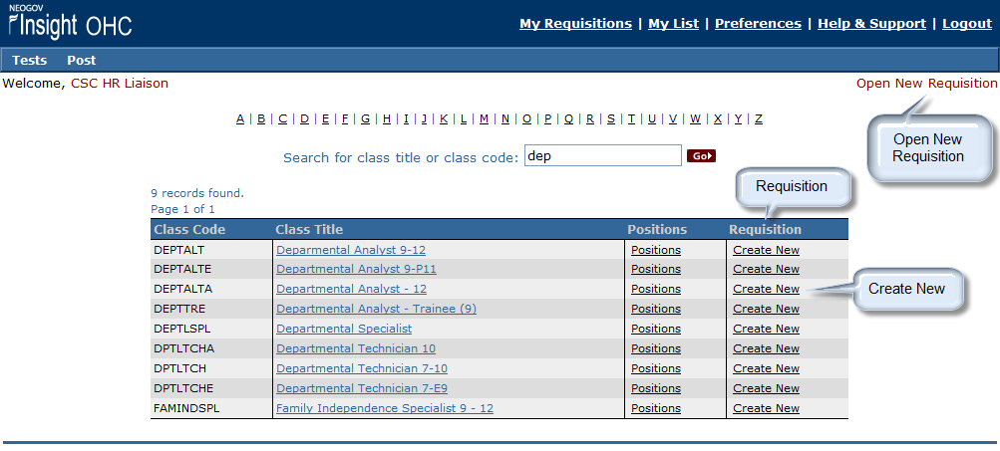 NEOGOV
Insight OHC
My Requisitions | My List | Preferences | Help & Support | Logout
Tests Post
Welcome, CSC HR Liaison
Open New Requisition
Open New
Requisition
A | B | C | D | E | F | G | H | I | J | K | L | M | N | O | P | Q | R | S | T | U | V | W | X | Y | Z
Search for class title or class code: dep Go
Requisition
9 records found.
Page 1 of 1
Class Code Class Title Positions Requisition
DEPTALT Deparmental Analyst 9-12 Positions Create New
DEPTALTE Departmental Analyst 9-P11 Positions Create New
DEPTALTA Departmental Analyst - 12 Positions Create New
Create New
DEPTTRE Departmental Analyst - Trainee (9) Positions Create New
DEPTLSPL Departmental Specialist Positions Create New
DPTLTCHA Departmental Technician 10 Positions Create New
DPTLTCH Departmental Technician 7-10 Positions Create New
DPTLTCHE Departmental Technician 7-E9 Positions Create New
FAMINDSPL Family Independence Specialist 9 - 12 Positions Create New